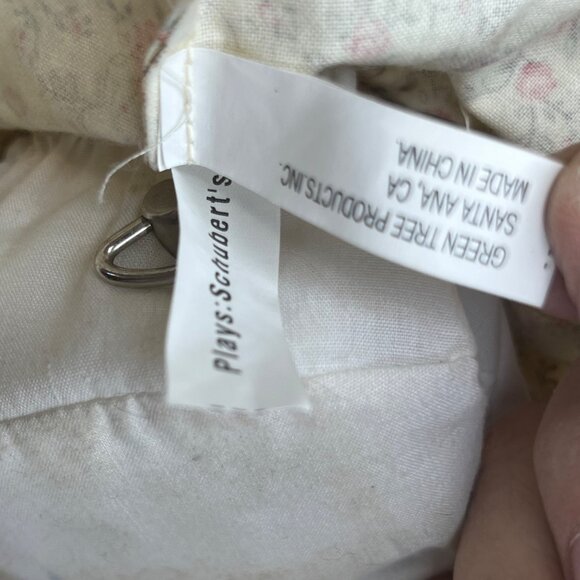 GREEN TREE PRODUCTS INC.
SANTA ANA, CA
MADE IN CHINA.
Plays:Schubert's